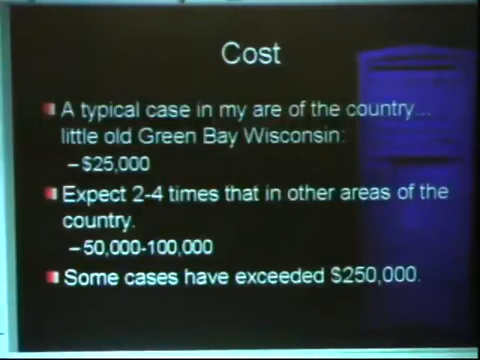 Cost
A typical case in my are of the country...
little old Green Bay Wisconsin:
–$25,000
Expect 2-4 times that in other areas of the
country.
–50,000-100,000
Some cases have exceeded $250,000.